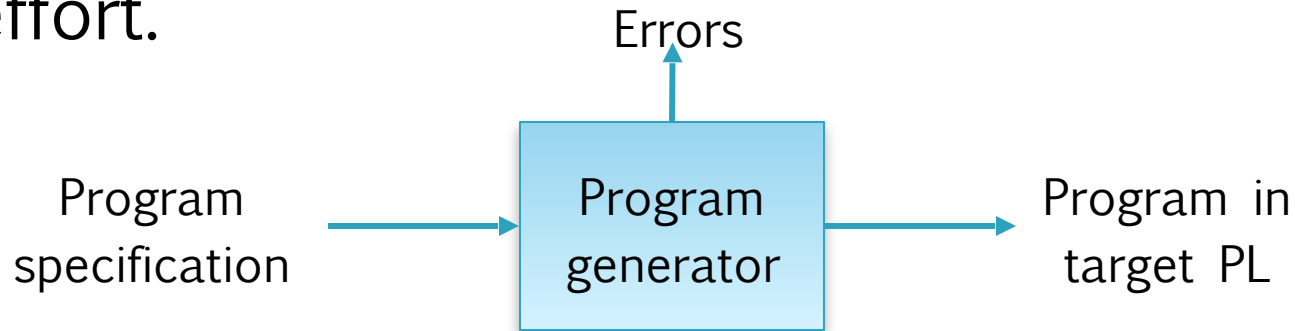 effort.
Errors
Program
specification
Program
generator
Program in
target PL